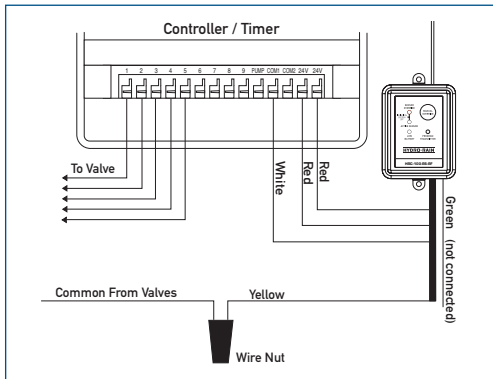 Controller / Timer
1 2 3 4 5 6 7 8 9 PUMP COM1 COM2 24V 24V
To Valve
White
Red
Red
HYDRO-RAIN
Green (not connected)
Common From Valves
Yellow
Wire Nut